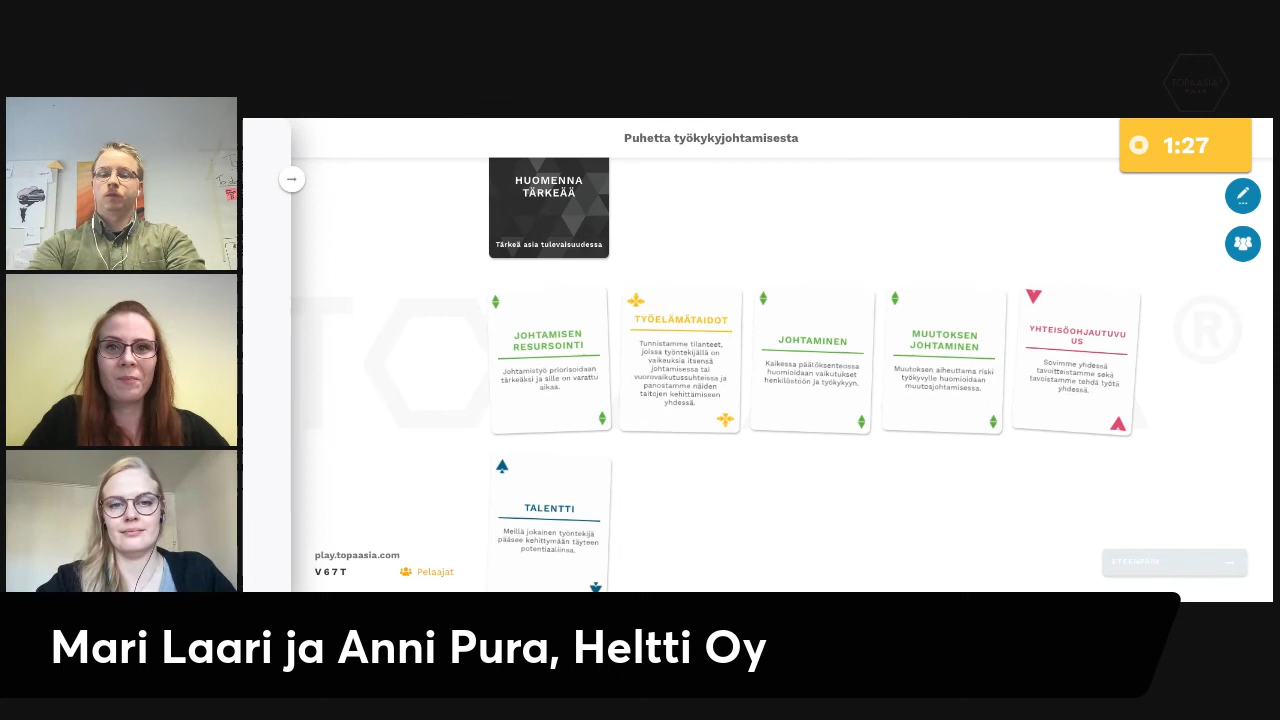 TOPAASIA®
PLAY
Puhetta työkykyjohtamisesta
1:27
HUOMENNA
TÄRKEÄÄ
Tärkeä asia tulevaisuudessa
JOHTAMISEN
RESURSOINTI
Johtamistyö priorisoidaan
tärkeäksi ja sille on varattu
aikaa.
TYÖELÄMÄTAIDOT
Tunnistamme tilanteet,
joissa työntekijällä on
vaikeuksia itsensä
johtamisessa tai
vuorovaikutussuhteissa ja
panostamme näiden
taitojen kehittämiseen
yhdessä.
JOHTAMINEN
Kaikessa päätöksenteossa
huomioidaan vaikutukset
henkilöstöön ja työkykyyn.
MUUTOKSEN
JOHTAMINEN
Muutoksen aiheuttama riski
työkyvylle huomioidaan
muutosjohtamisessa.
YHTEISÖOHJAUTUVU
US
Sovimme yhdessä
tavoitteistamme sekä
tavoistamme tehdä työtä
yhdessä.
TALENTTI
Meillä jokainen työntekijä
pääsee kehittymään täyteen
potentiaaliinsa.
play.topaasia.com
V67T
Pelaajat
ETEENPÄIN
Mari Laari ja Anni Pura, Heltti Oy